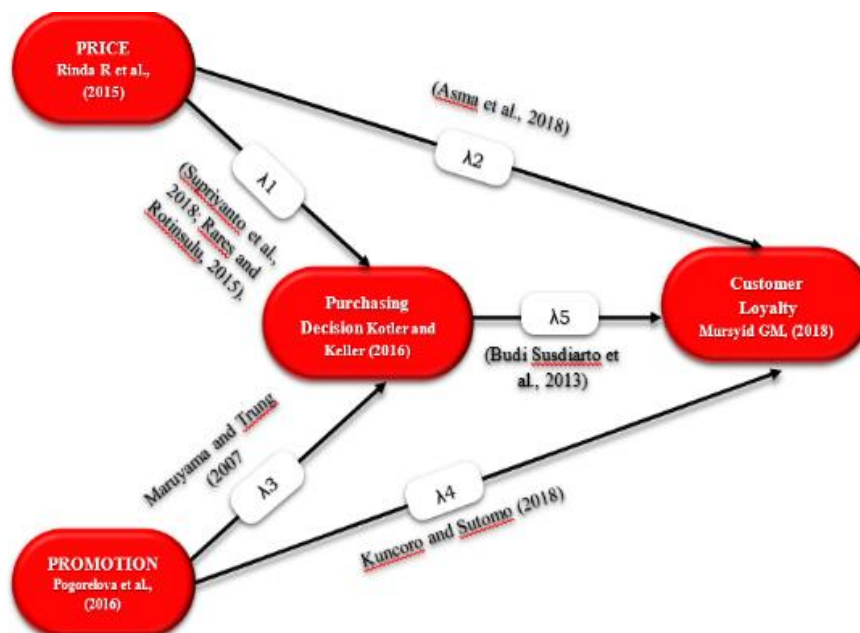 PRICE
Rinda R et al.,
(2015)
(Asma et al., 2018)
λ2
λ1
(Supriyanto et al.,
2018; Rares and
Rotinsulu, 2015).
Purchasing
Decision Kotler and
Keller (2016)
λ5
(Budi Susdiarto et
al., 2013)
Customer
Loyalty
Mursyid GM, (2018)
Maruyama and Trung
(2007
λ3
λ4
Kuncoro and Sutomo (2018)
PROMOTION
Pogorelova et al.,
(2016)